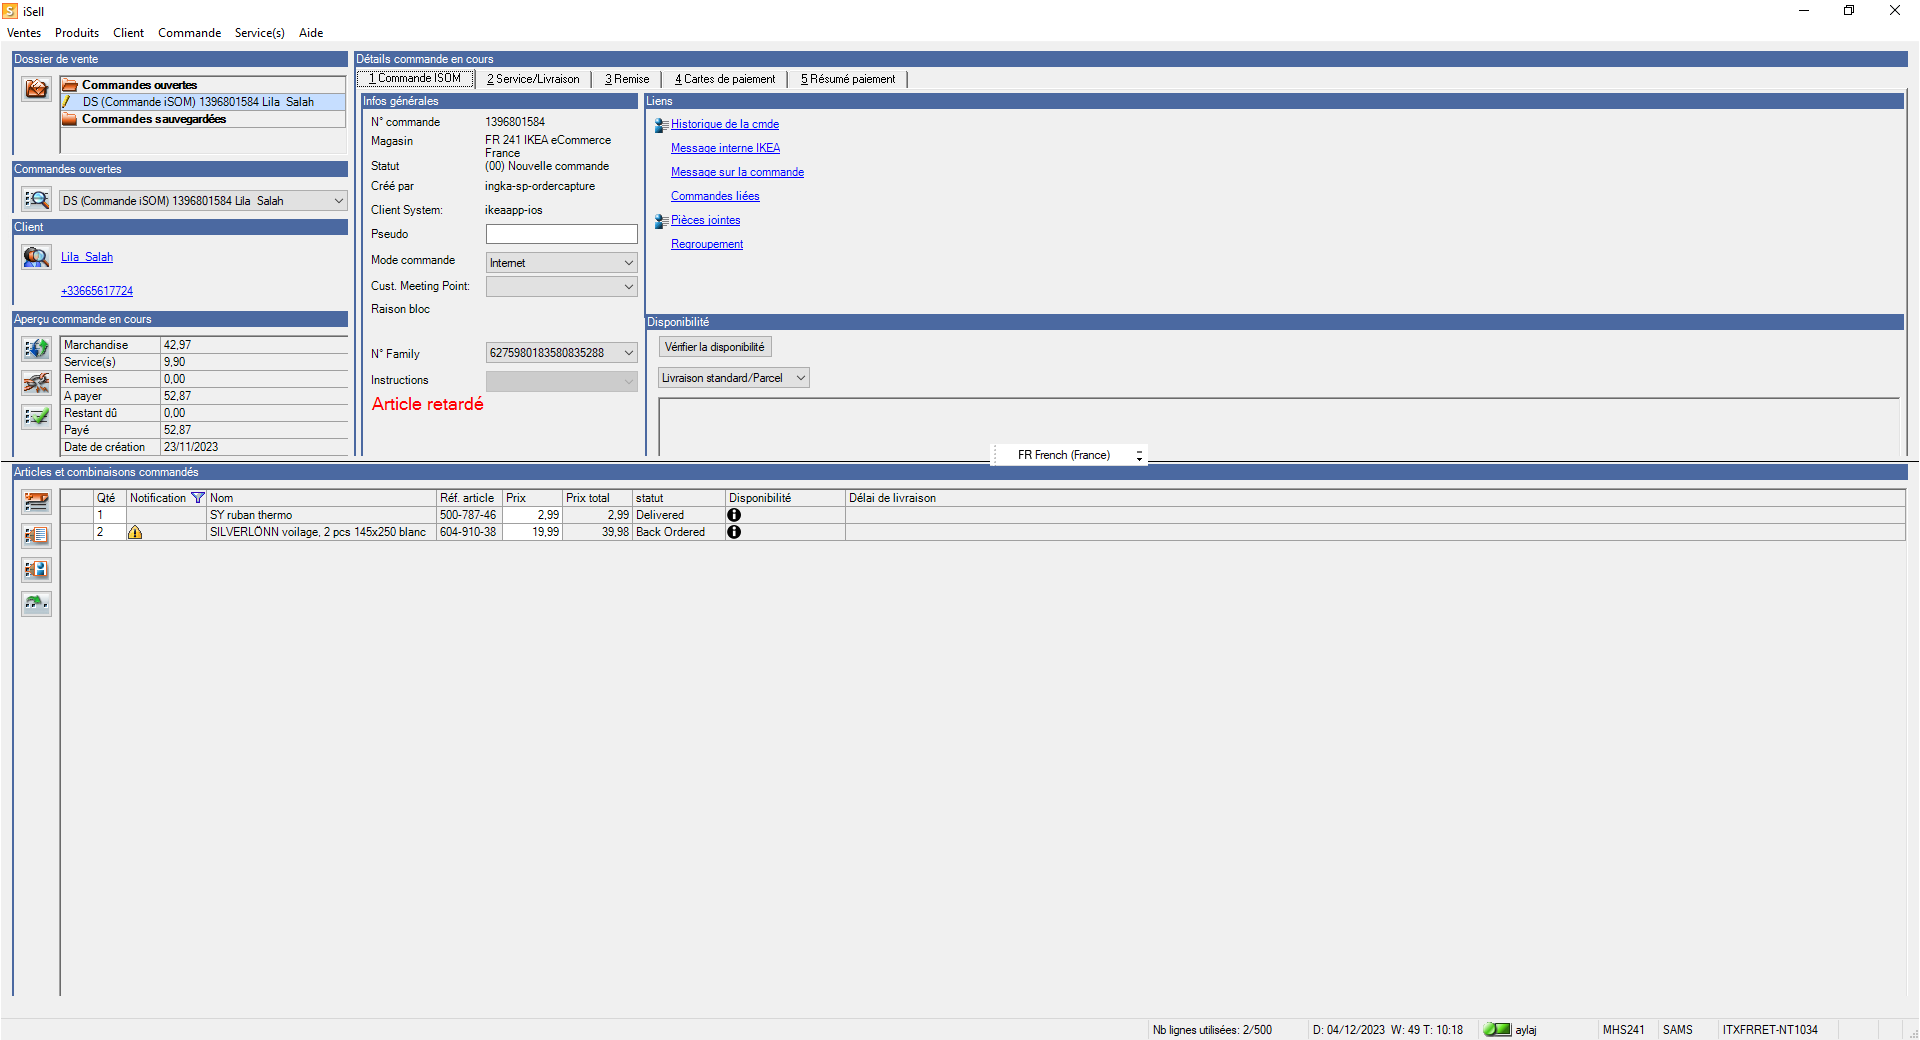 iSell
Ventes Produits Client Commande Service(s) Aide
Dossier de vente
Commandes ouvertes
DS (Commande iSOM) 1396801584 Lila Salah
Commandes sauvegardées
Commandes ouvertes
DS (Commande iSOM) 1396801584 Lila Salah
Client
Lila Salah
+33665617724
Aperçu commande en cours
Marchandise 42,97
Service(s) 9,90
Remises 0,00
A payer 52,87
Restant dû 0,00
Payé 52,87
Date de création 23/11/2023
Détails commande en cours
1 Commande ISOM 2 Service/Livraison 3 Remise 4 Cartes de paiement 5 Résumé paiement
Infos générales
N° commande 1396801584
Magasin FR 241 IKEA eCommerce
France
Statut (00) Nouvelle commande
Créé par ingka-sp-ordercapture
Client System: ikeaapp-ios
Pseudo
Mode commande Internet
Cust. Meeting Point:
Raison bloc
N° Family 6275980183580835288
Instructions
Article retardé
Liens
Historique de la cmde
Message interne IKEA
Message sur la commande
Commandes liées
Pièces jointes
Regroupement
Disponibilité
Vérifier la disponibilité
Livraison standard/Parcel
FR French (France)
Articles et combinaisons commandés
Qté Notification Nom Réf. article Prix Prix total statut Disponibilité Délai de livraison
1 SY ruban thermo 500-787-46 2,99 2,99 Delivered
2 SILVERLÖNN voilage, 2 pcs 145x250 blanc 604-910-38 19,99 39,98 Back Ordered
Nb lignes utilisées: 2/500 D: 04/12/2023 W: 49 T: 10:18 aylaj MHS241 SAMS ITXFRRET-NT1034